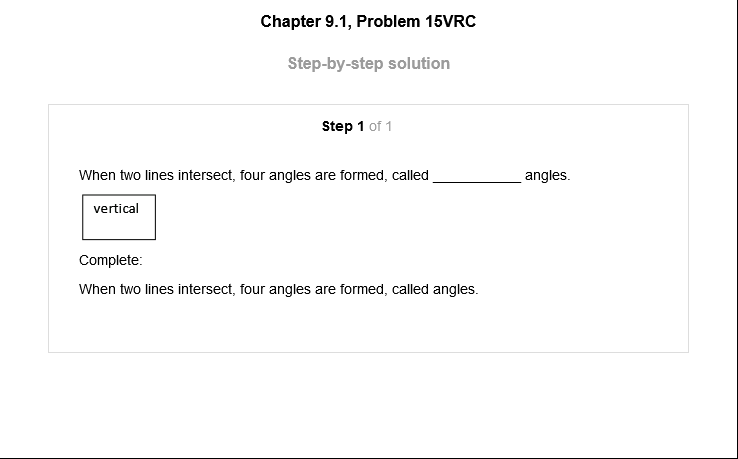 Chapter 9.1, Problem 15VRC
Step-by-step solution
Step 1 of 1
When two lines intersect, four angles are formed, called ___________ angles.
vertical
Complete:
When two lines intersect, four angles are formed, called angles.